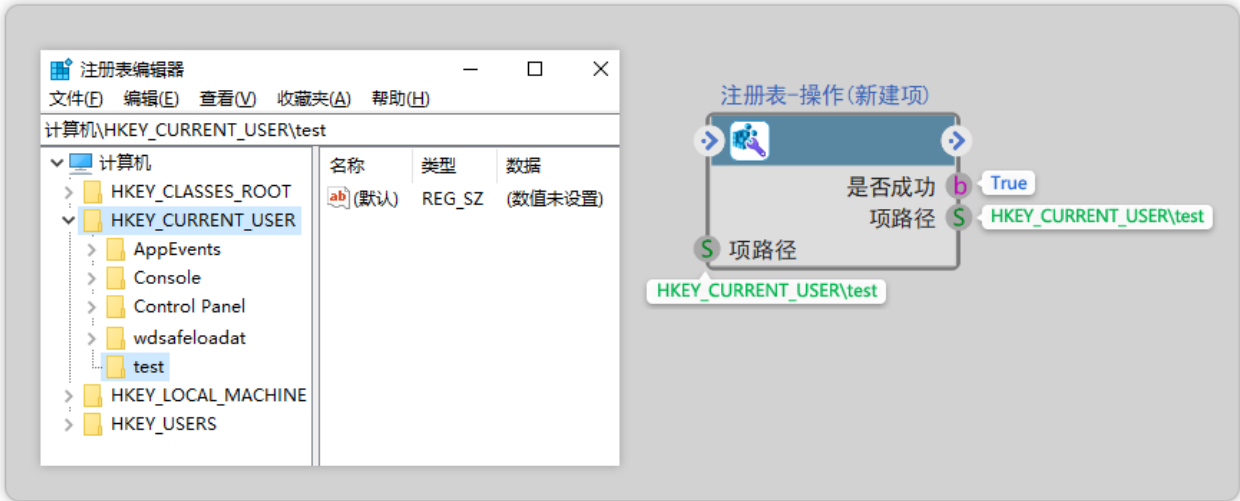 注册表编辑器
文件(F) 编辑(E) 查看(V) 收藏夹(A) 帮助(H)
计算机\HKEY_CURRENT_USER\test
计算机
HKEY_CLASSES_ROOT
HKEY_CURRENT_USER
AppEvents
Console
Control Panel
wdsafeloadat
test
HKEY_LOCAL_MACHINE
HKEY_USERS
名称 类型 数据
ab (默认) REG_SZ (数值未设置)
注册表-操作(新建项)
是否成功 b True
项路径 S HKEY_CURRENT_USER\test
S 项路径
HKEY_CURRENT_USER\test